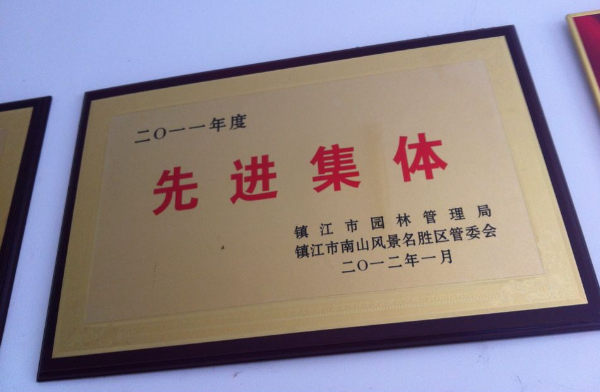 二〇一一年度
先进集体
镇江市园林管理局
镇江市南山风景名胜区管委会
二〇一二年一月